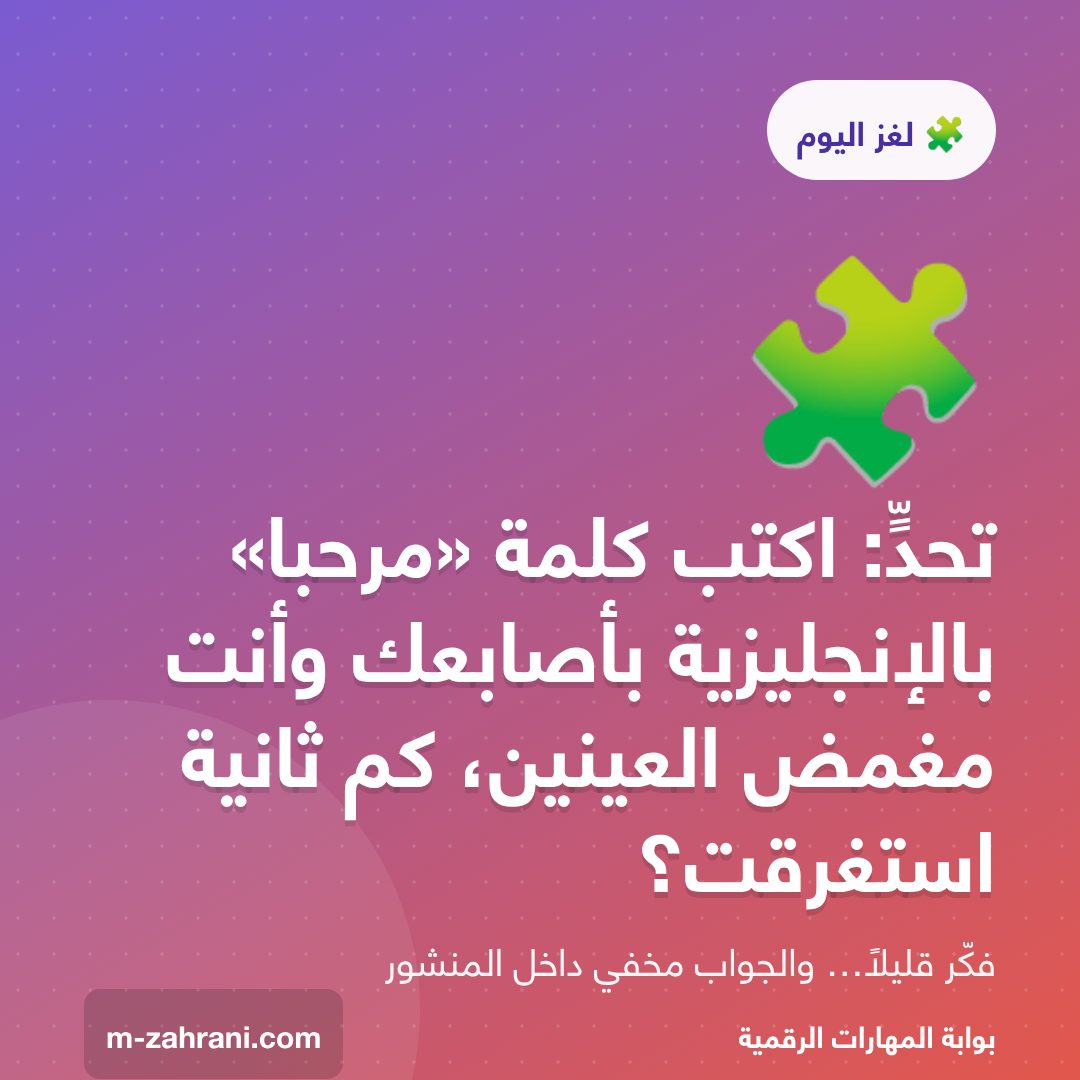 🧩 لغز اليوم
تحدٍّ: اكتب كلمة «مرحبا»
بالإنجليزية بأصابعك وأنت
مغمض العينين، كم ثانية
استغرقت؟
فكّر قليلاً... والجواب مخفي داخل المنشور
بوابة المهارات الرقمية
m-zahrani.com